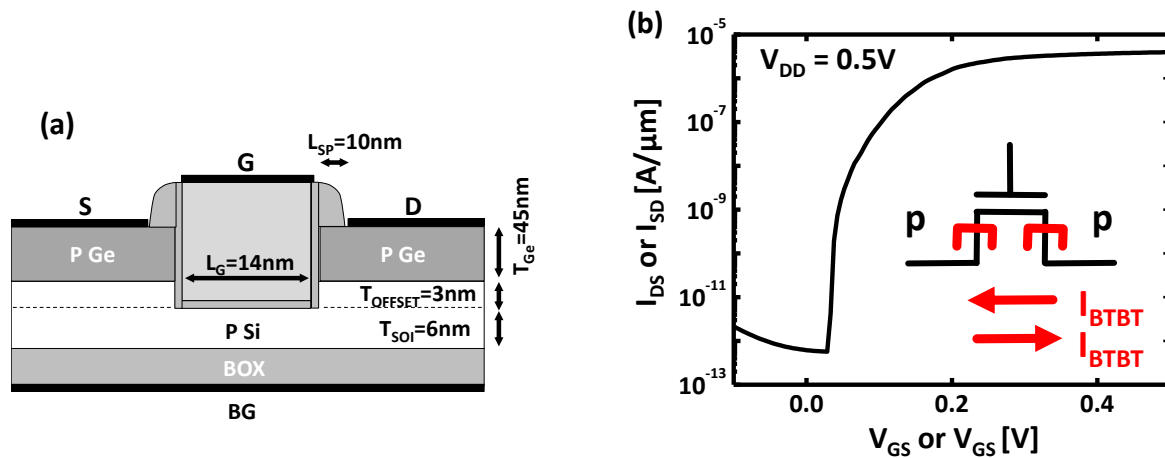 (a)
L_SP=10nm
G
S
D
P Ge
P Ge
L_G=14nm
T_Ge=45nm
T_OFFSET=3nm
T_SOI=6nm
P Si
BOX
BG
(b)
V_DD = 0.5V
I_DS or I_SD [A/μm]
10^-5
10^-7
10^-9
10^-11
10^-13
p
p
I_BTBT
I_BTBT
0.0
0.2
0.4
V_GS or V_GS [V]